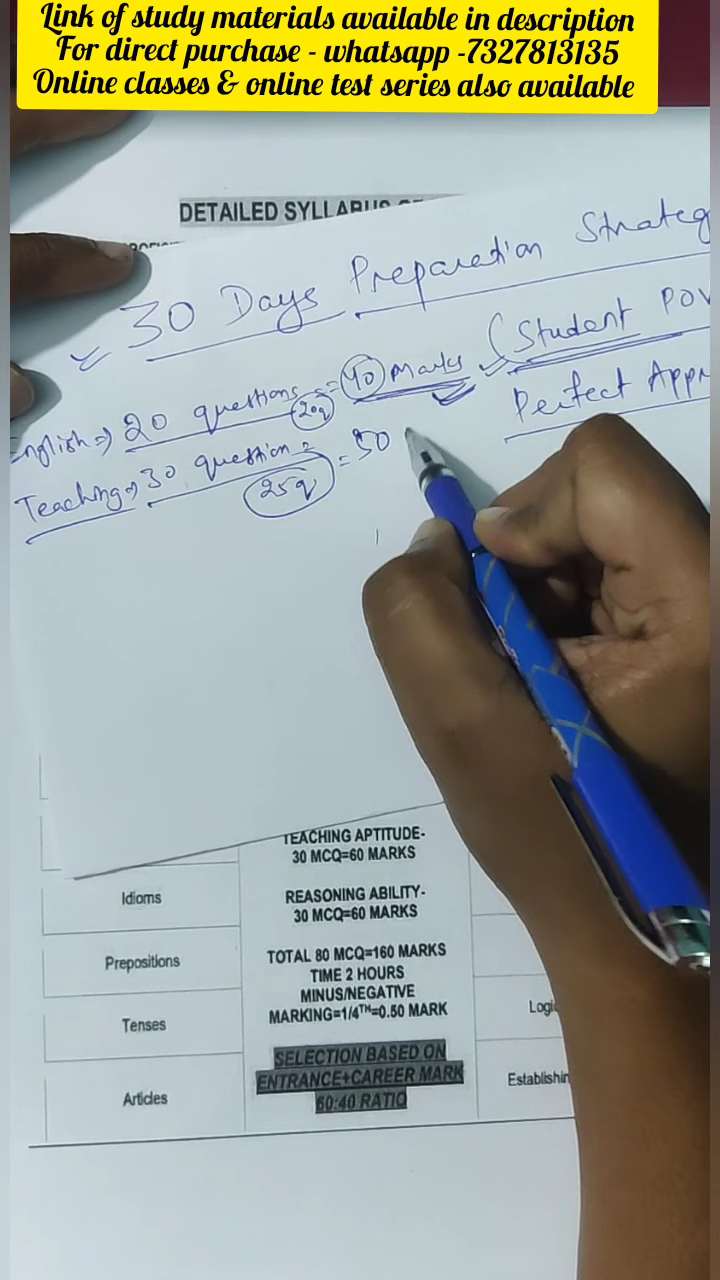 Link of study materials available in description
For direct purchase - whatsapp -7327813135
Online classes & online test series also available
DETAILED SYLLABUS
30 Days Preparation Strateg
(Student POV
Perfect Appr
English => 20 questions = 40 Marks
20q
Teaching => 30 question = 50
25q
TEACHING APTITUDE-
30 MCQ=60 MARKS
Idioms
REASONING ABILITY-
30 MCQ=60 MARKS
Prepositions
TOTAL 80 MCQ=160 MARKS
TIME 2 HOURS
MINUS/NEGATIVE
MARKING=1/4TH=0.50 MARK
Tenses
Logic
SELECTION BASED ON
ENTRANCE+CAREER MARK
60:40 RATIO
Articles
Establishin